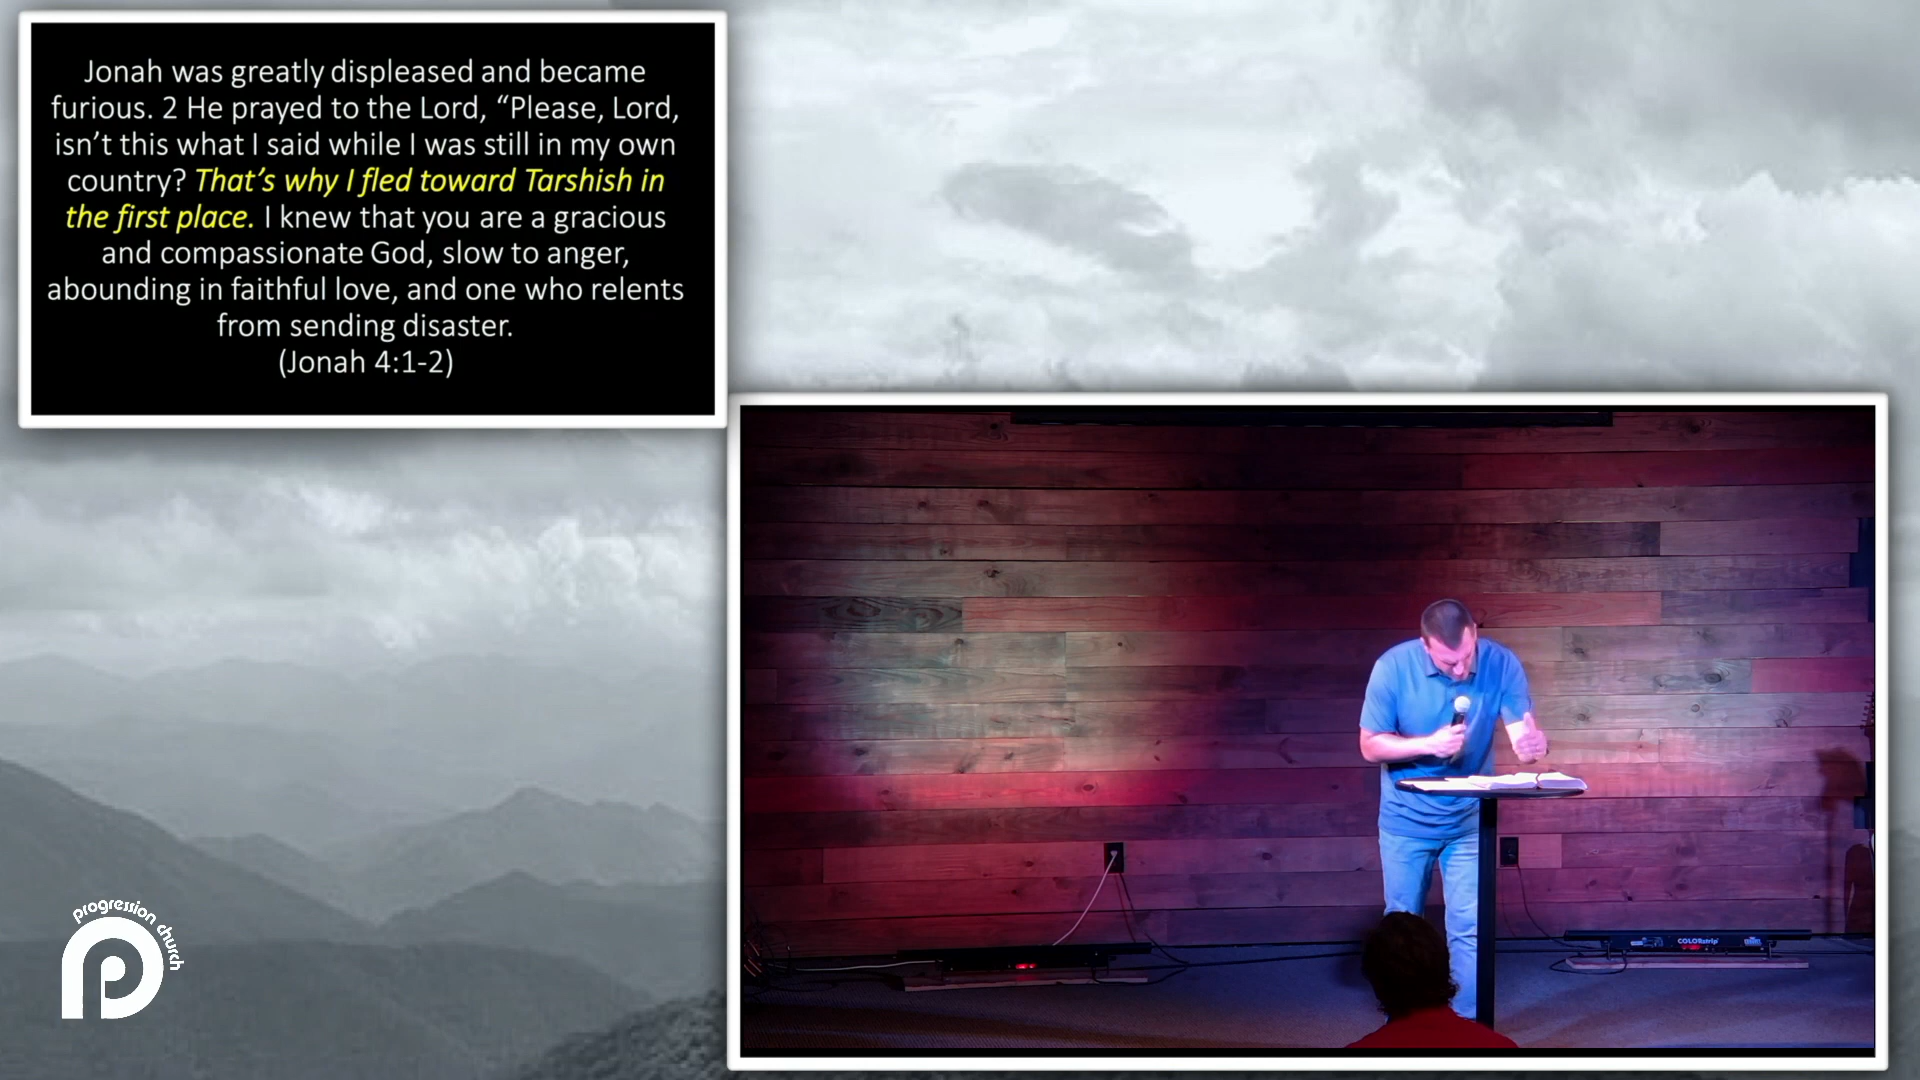 Jonah was greatly displeased and became
furious. 2 He prayed to the Lord, “Please, Lord,
isn’t this what I said while I was still in my own
country? That’s why I fled toward Tarshish in
the first place. I knew that you are a gracious
and compassionate God, slow to anger,
abounding in faithful love, and one who relents
from sending disaster.
(Jonah 4:1-2)
progression church
COLORstrip